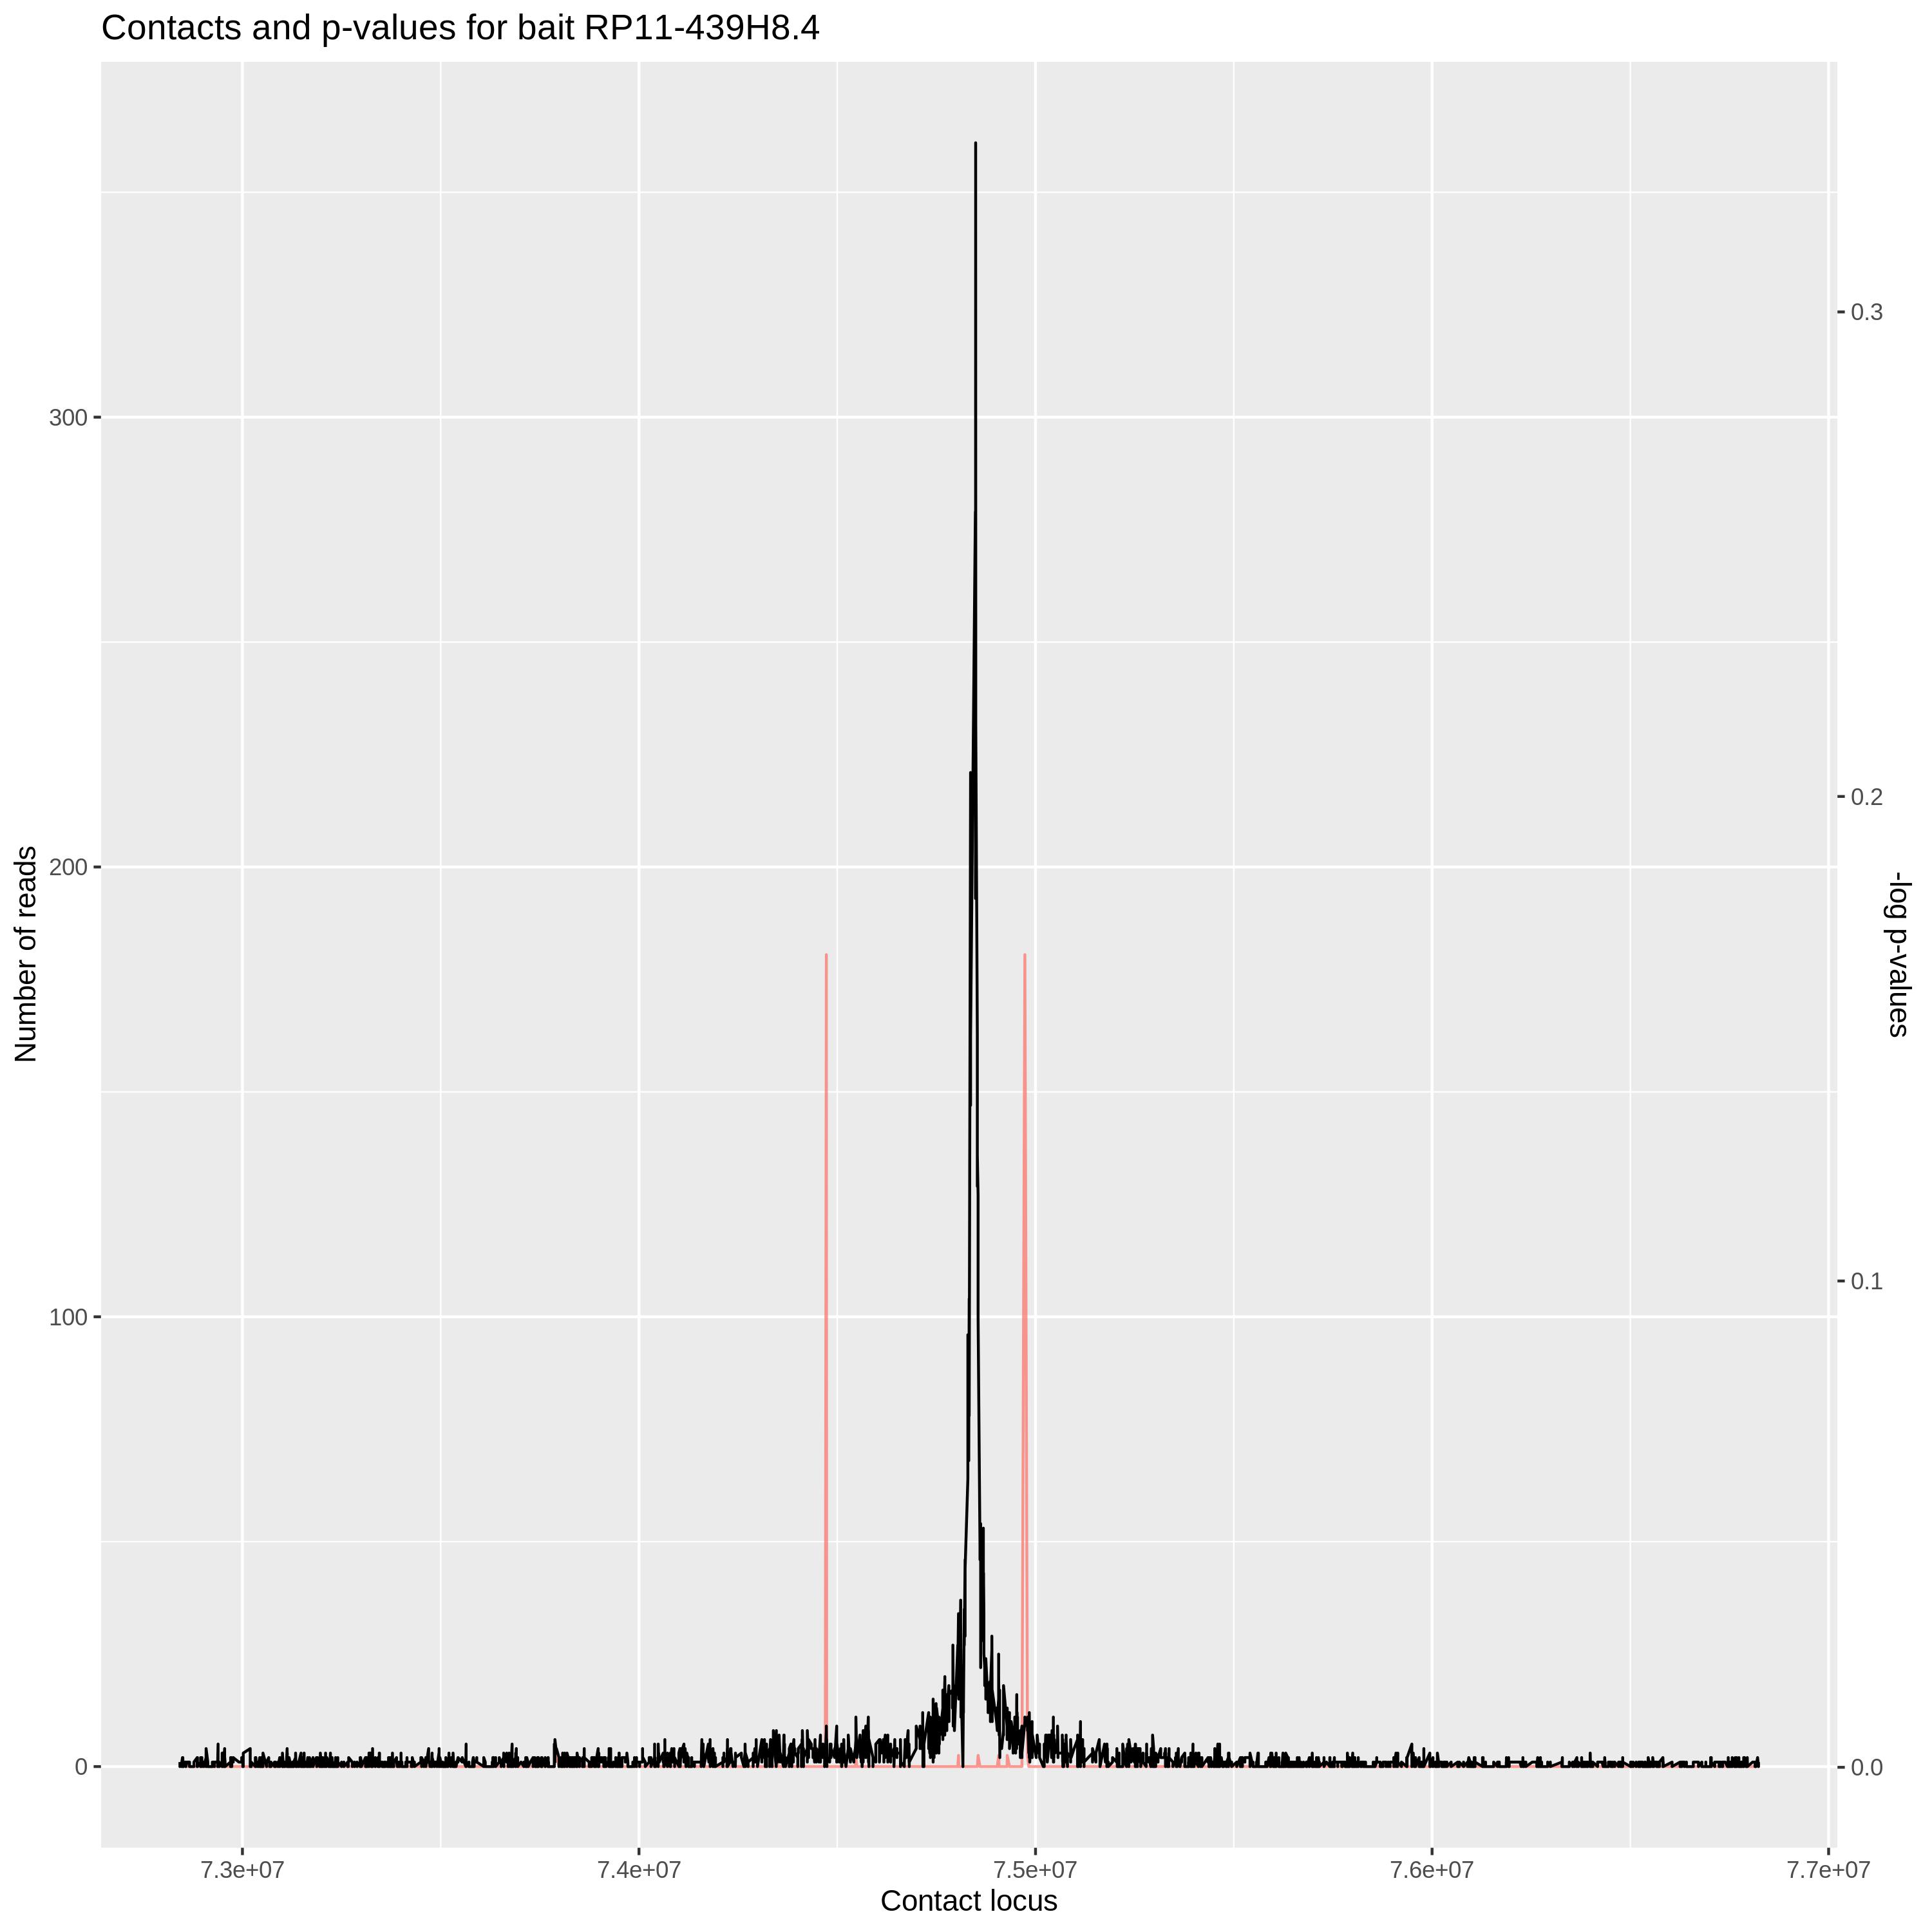 Contacts and p-values for bait RP11-439H8.4
Number of reads
300
200
100
0
0.3
0.2
0.1
0.0
-log p-values
7.3e+07 7.4e+07 7.5e+07 7.6e+07 7.7e+07
Contact locus